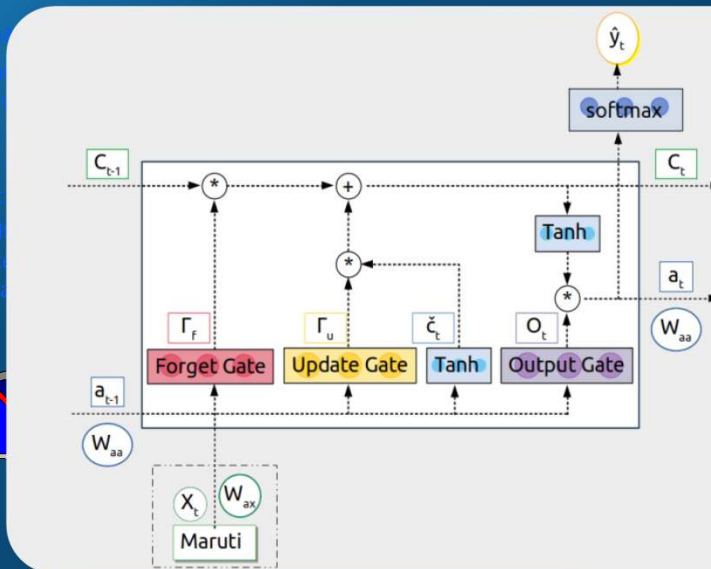 ŷt
softmax
Ct-1
Ct
*
+
Tanh
*
*
at
Γf
Γu
čt
Ot
Waa
Forget Gate
Update Gate
Tanh
Output Gate
at-1
Waa
Xt
Wax
Maruti